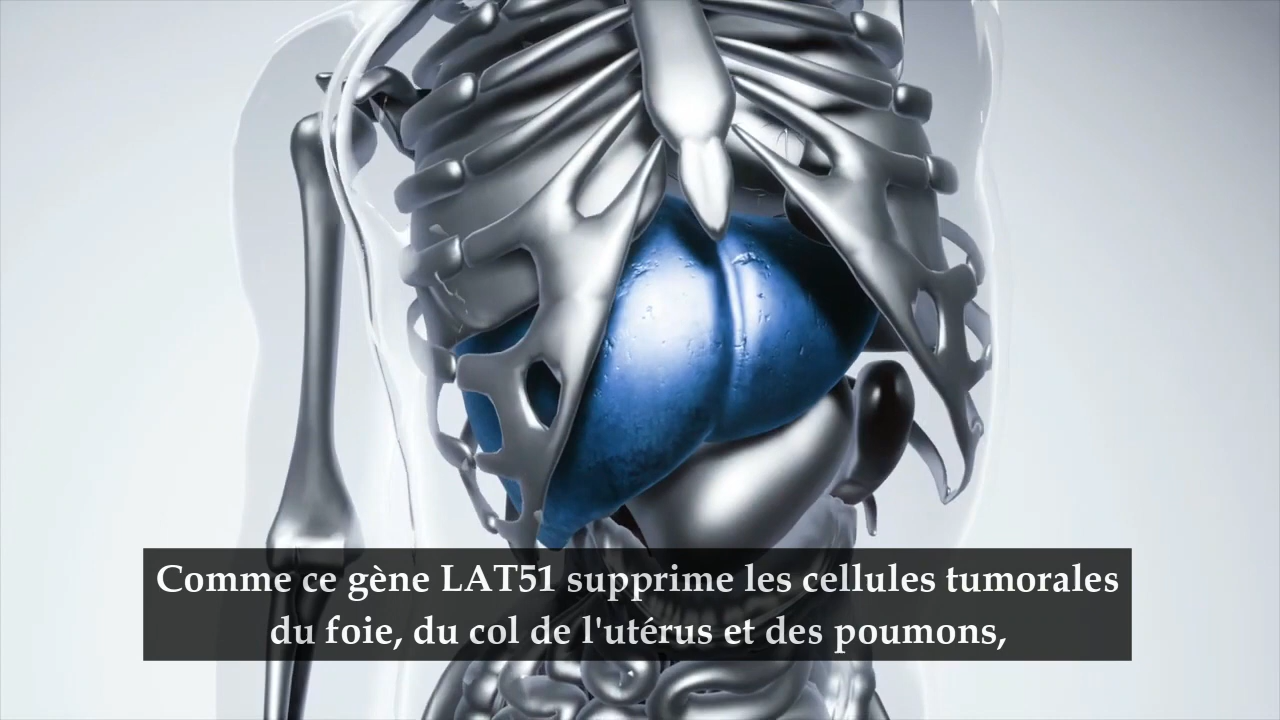 Comme ce gène LAT51 supprime les cellules tumorales
du foie, du col de l'utérus et des poumons,